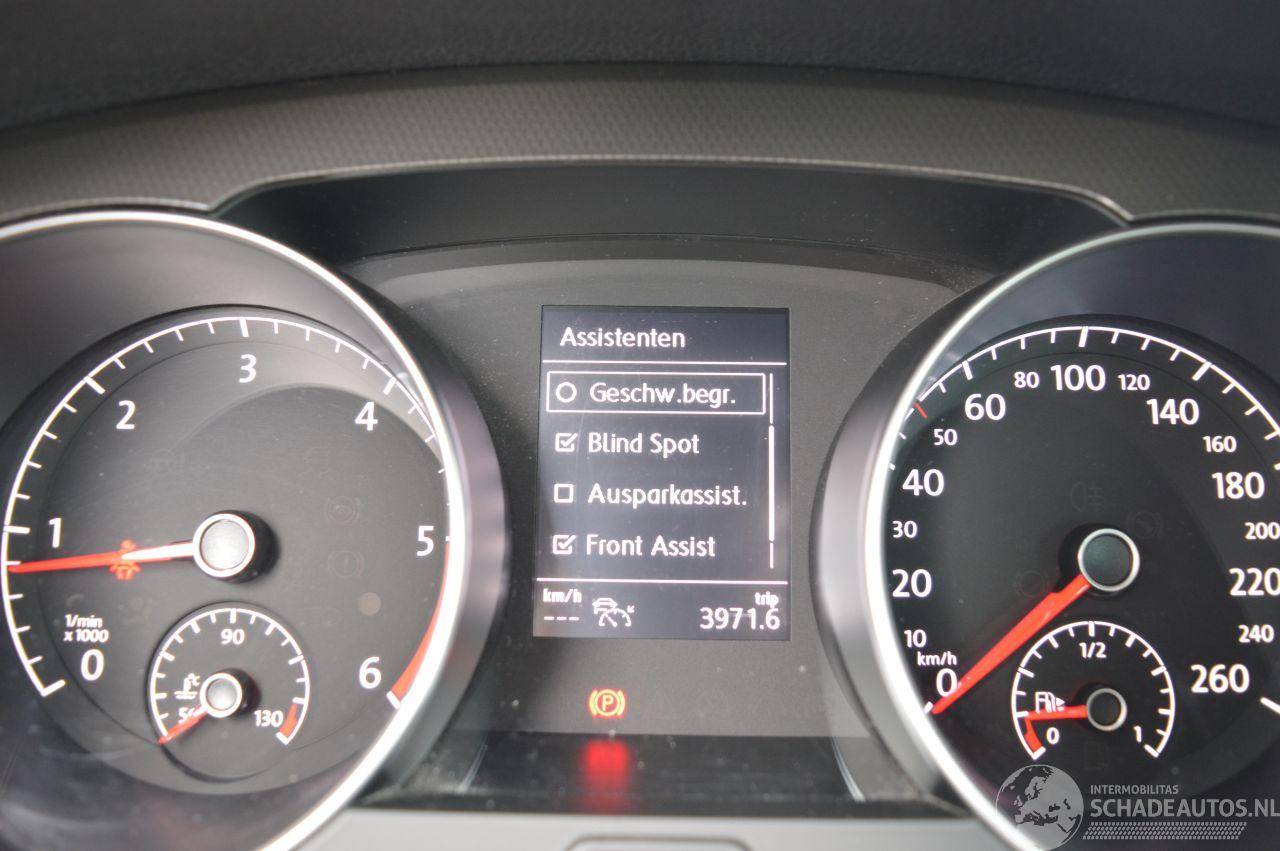 Assistenten
Geschw.begr.
Blind Spot
Ausparkassist.
Front Assist
km/h
trip
--- 3971.6
0 1 2 3 4 5 6
1/min
x 1000
90
°C
130
0 10 20 30 40 50 60 80 100 120 140 160 180 200 220 240 260
km/h
0 1/2 1
P
INTERMOBILITAS
SCHADEAUTOS.NL